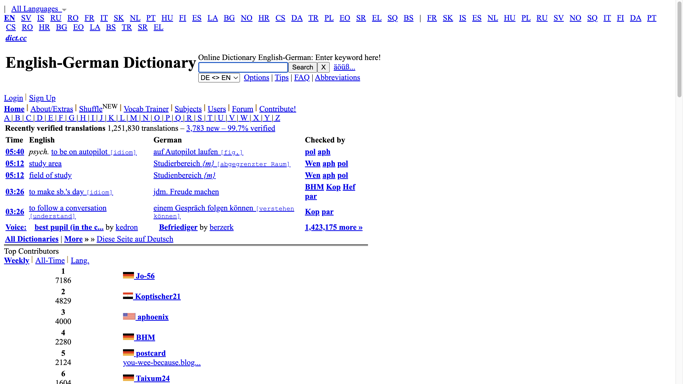 | All Languages
EN SV IS RU RO FR IT SK NL PT HU FI ES LA BG NO HR CS DA TR PL EO SR EL SQ BS | FR SK IS ES NL HU PL RU SV NO SQ IT FI DA PT
CS RO HR BG EO LA BS TR SR EL
dict.cc
English-German Dictionary
Online Dictionary English-German: Enter keyword here!
Search X äöüß...
DE <> EN Options | Tips | FAQ | Abbreviations
Login | Sign Up
Home | About/Extras | Shuffle NEW | Vocab Trainer | Subjects | Users | Forum | Contribute!
A | B | C | D | E | F | G | H | I | J | K | L | M | N | O | P | Q | R | S | T | U | V | W | X | Y | Z
Recently verified translations 1,251,830 translations – 3,783 new – 99.7% verified
Time English German Checked by
05:40 psych. to be on autopilot [idiom] auf Autopilot laufen [fig.] pol aph
05:12 study area Studierbereich {m} [abgegrenzter Raum] Wen aph pol
05:12 field of study Studienbereich {m} Wen aph pol
03:26 to make sb.'s day [idiom] jdm. Freude machen BHM Kop Hef par
03:26 to follow a conversation [understand] einem Gespräch folgen können [verstehen können] Kop par
Voice: best pupil (in the c... by kedron Befriediger by berzerk 1,423,175 more »
All Dictionaries | More » » Diese Seite auf Deutsch
Top Contributors
Weekly | All-Time | Lang.
1
7186 Jo-56
2
4829 Koptischer21
3
4000 aphoenix
4
2280 BHM
5
2124 postcard
you-wee-because.blog...
6
1604 Taixum24